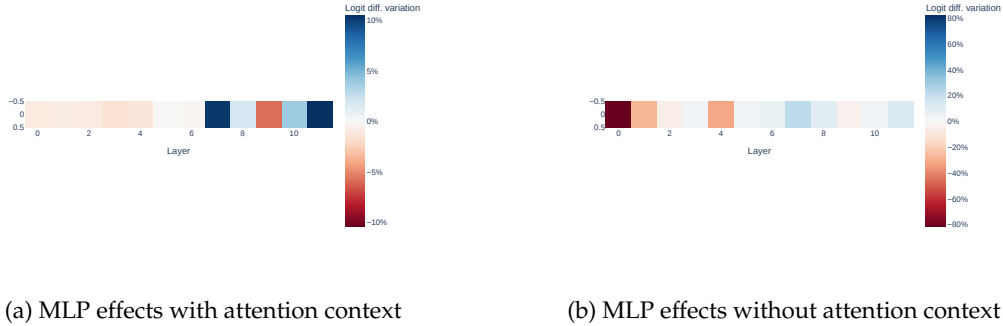 Logit diff. variation
10%
5%
0%
−5%
−10%
−0.5
0
0.5
0 2 4 6 8 10
Layer
Logit diff. variation
80%
60%
40%
20%
0%
−20%
−40%
−60%
−80%
−0.5
0
0.5
0 2 4 6 8 10
Layer
(a) MLP effects with attention context
(b) MLP effects without attention context